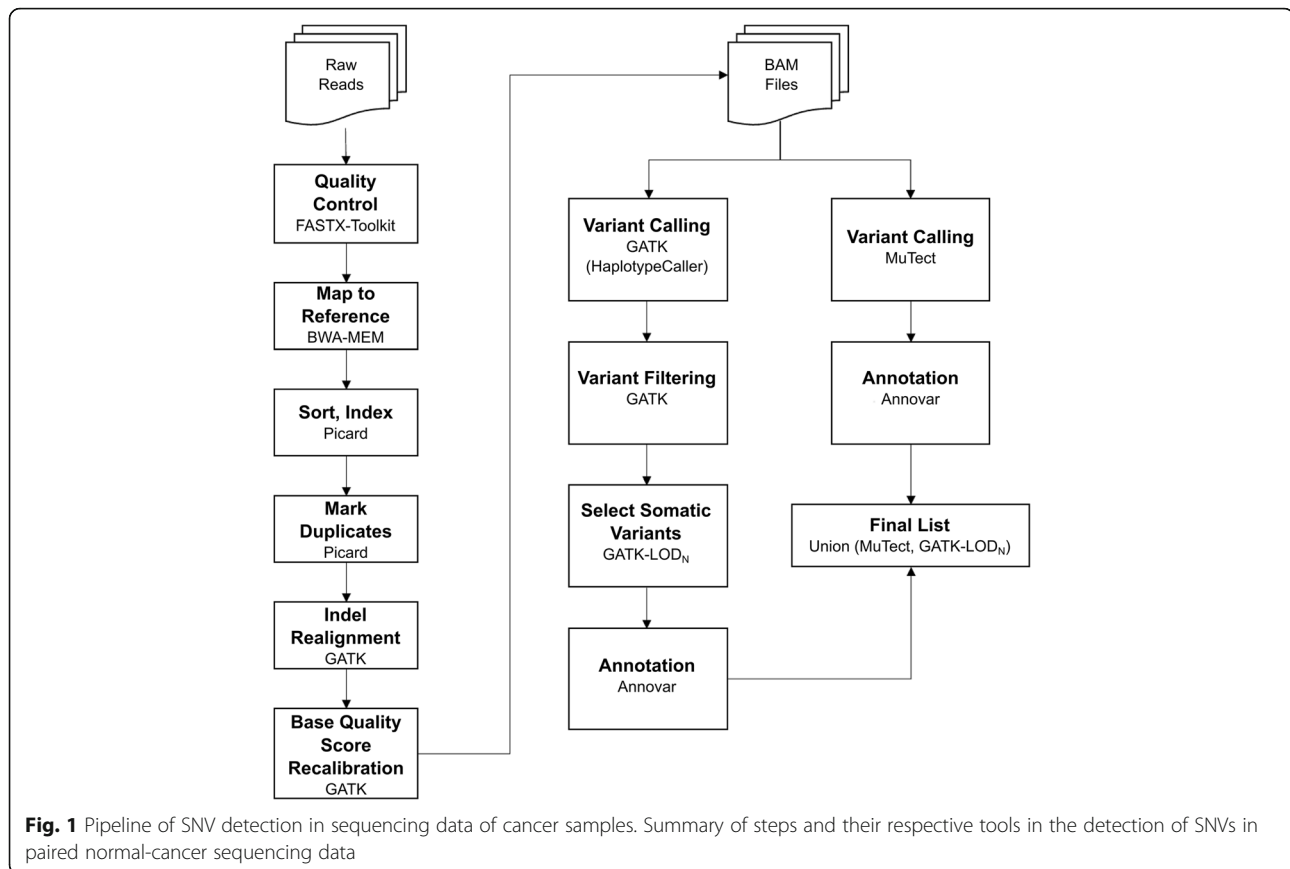 Raw
Reads
Quality
Control
FASTX-Toolkit
Map to
Reference
BWA-MEM
Sort, Index
Picard
Mark
Duplicates
Picard
Indel
Realignment
GATK
Base Quality
Score
Recalibration
GATK
BAM
Files
Variant Calling
GATK
(HaplotypeCaller)
Variant Filtering
GATK
Select Somatic
Variants
GATK-LODN
Annotation
Annovar
Variant Calling
MuTect
Annotation
Annovar
Final List
Union (MuTect, GATK-LODN)
Fig. 1 Pipeline of SNV detection in sequencing data of cancer samples. Summary of steps and their respective tools in the detection of SNVs in
paired normal-cancer sequencing data